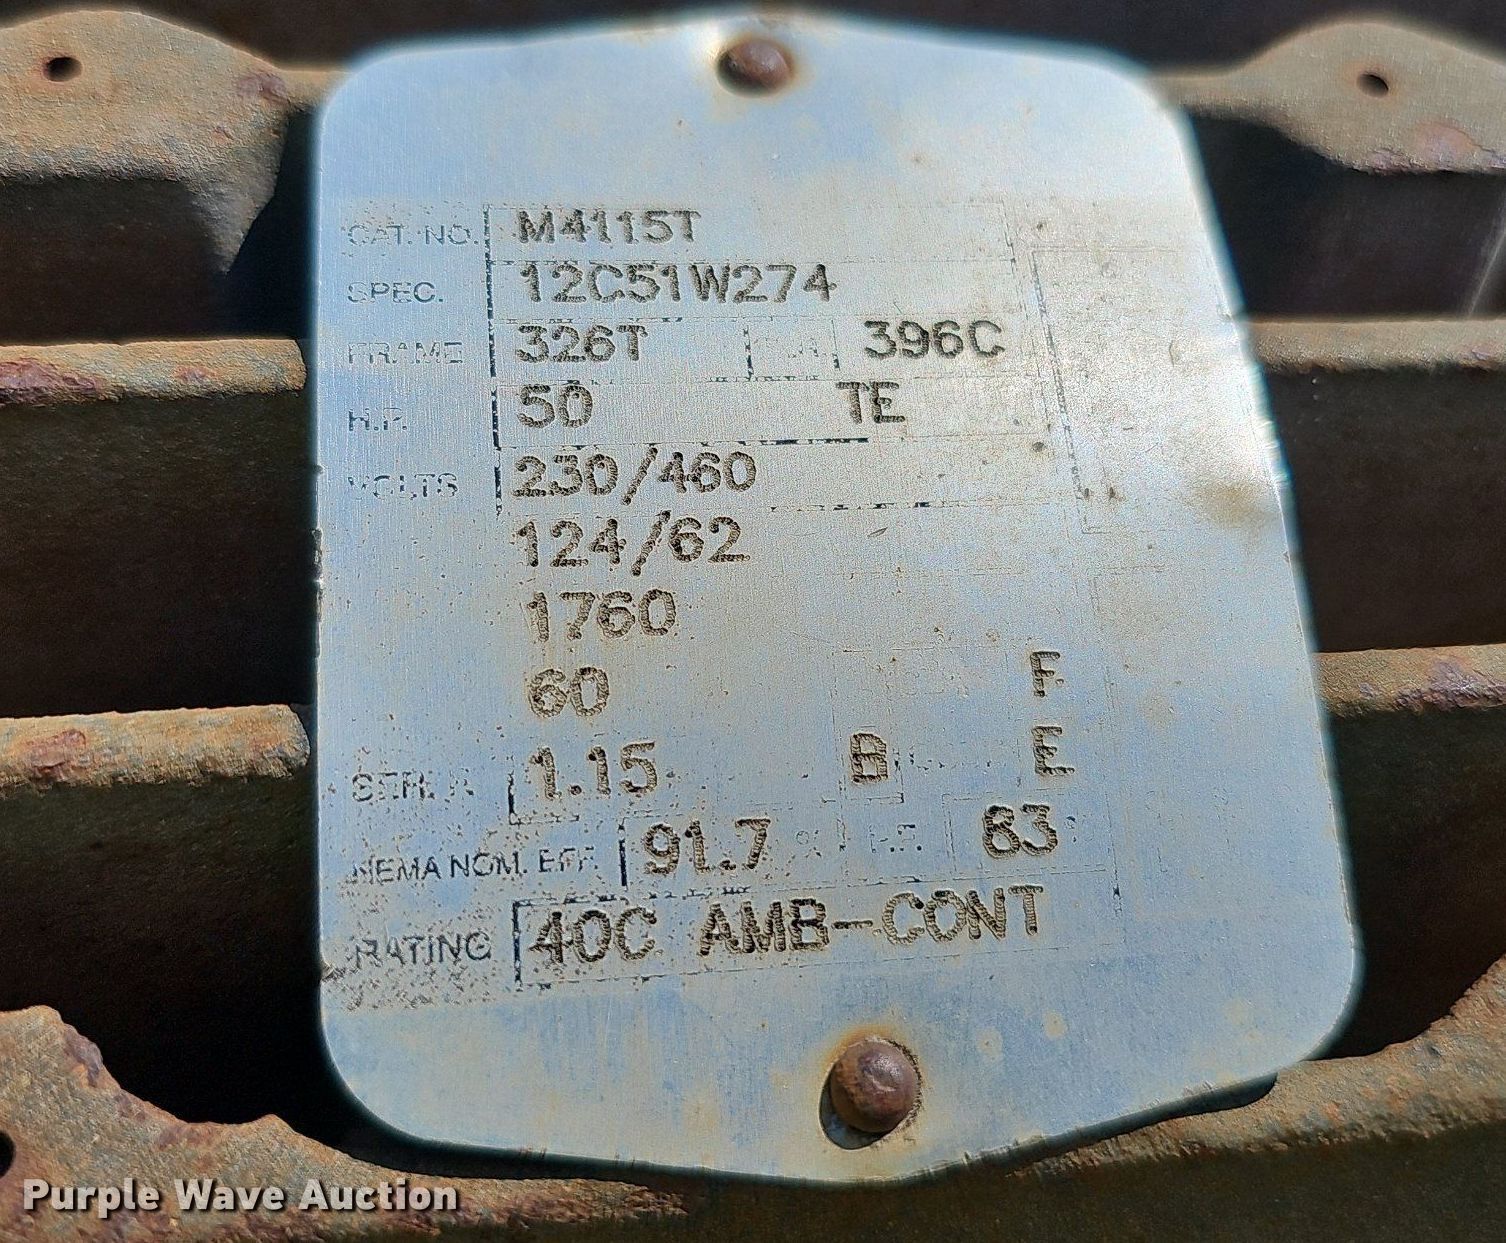 CAT. NO. M4115T
SPEC. 12C51W274
FRAME 326T 396C
H.P. 50 TE
VOLTS 230/460
124/62
1760
60 F
SER. F. 1.15 B E
NEMA NOM. EFF. 91.7 % P.F. 83
RATING 40C AMB-CONT
Purple Wave Auction